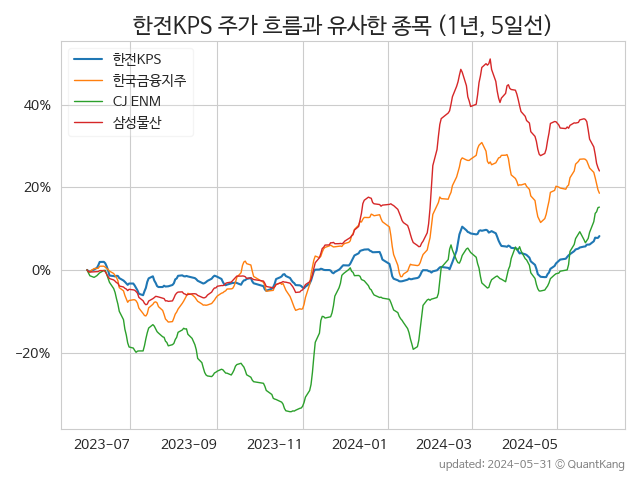 한전KPS 주가 흐름과 유사한 종목 (1년, 5일선)
한전KPS
한국금융지주
CJ ENM
삼성물산
40%
20%
0%
−20%
2023-07 2023-09 2023-11 2024-01 2024-03 2024-05
updated: 2024-05-31 © QuantKang